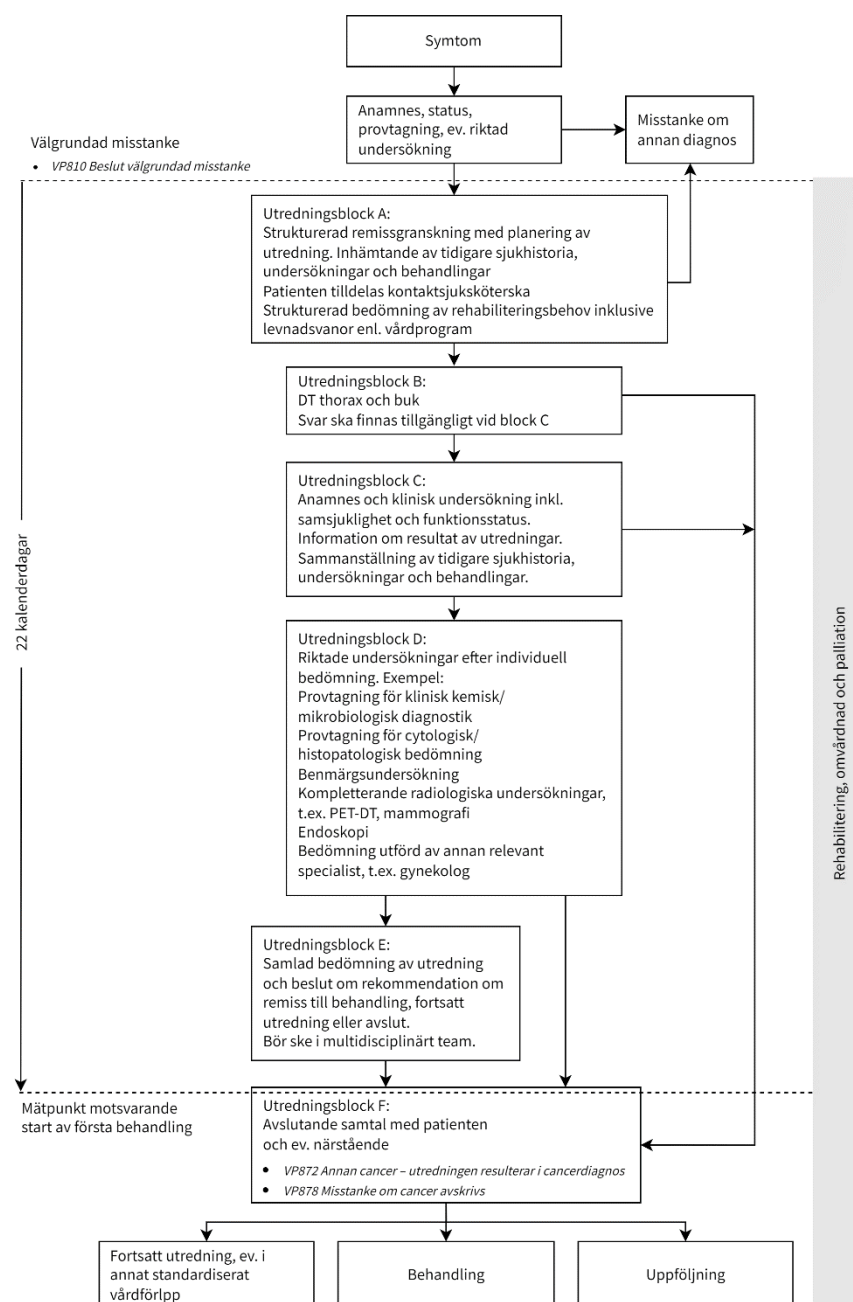 Symtom
Anamnes, status,
provtagning, ev. riktad
undersökning
Misstanke om
annan diagnos
Välgrundad misstanke
• VP810 Beslut välgrundad misstanke
Utredningsblock A:
Strukturerad remissgranskning med planering av
utredning. Inhämtande av tidigare sjukhistoria,
undersökningar och behandlingar
Patienten tilldelas kontaktsjuksköterska
Strukturerad bedömning av rehabiliteringsbehov inklusive
levnadsvanor enl. vårdprogram
Utredningsblock B:
DT thorax och buk
Svar ska finnas tillgängligt vid block C
Utredningsblock C:
Anamnes och klinisk undersökning inkl.
samsjuklighet och funktionsstatus.
Information om resultat av utredningar.
Sammanställning av tidigare sjukhistoria,
undersökningar och behandlingar.
22 kalenderdagar
Utredningsblock D:
Riktade undersökningar efter individuell
bedömning. Exempel:
Provtagning för klinisk kemisk/
mikrobiologisk diagnostik
Provtagning för cytologisk/
histopatologisk bedömning
Benmärgsundersökning
Kompletterande radiologiska undersökningar,
t.ex. PET-DT, mammografi
Endoskopi
Bedömning utförd av annan relevant
specialist, t.ex. gynekolog
Rehabilitering, omvårdnad och palliation
Utredningsblock E:
Samlad bedömning av utredning
och beslut om rekommendation om
remiss till behandling, fortsatt
utredning eller avslut.
Bör ske i multidisciplinärt team.
Mätpunkt motsvarande
start av första behandling
Utredningsblock F:
Avslutande samtal med patienten
och ev. närstående
• VP872 Annan cancer – utredningen resulterar i cancerdiagnos
• VP878 Misstanke om cancer avskrivs
Fortsatt utredning, ev. i
annat standardiserat
vårdförlpp
Behandling
Uppföljning